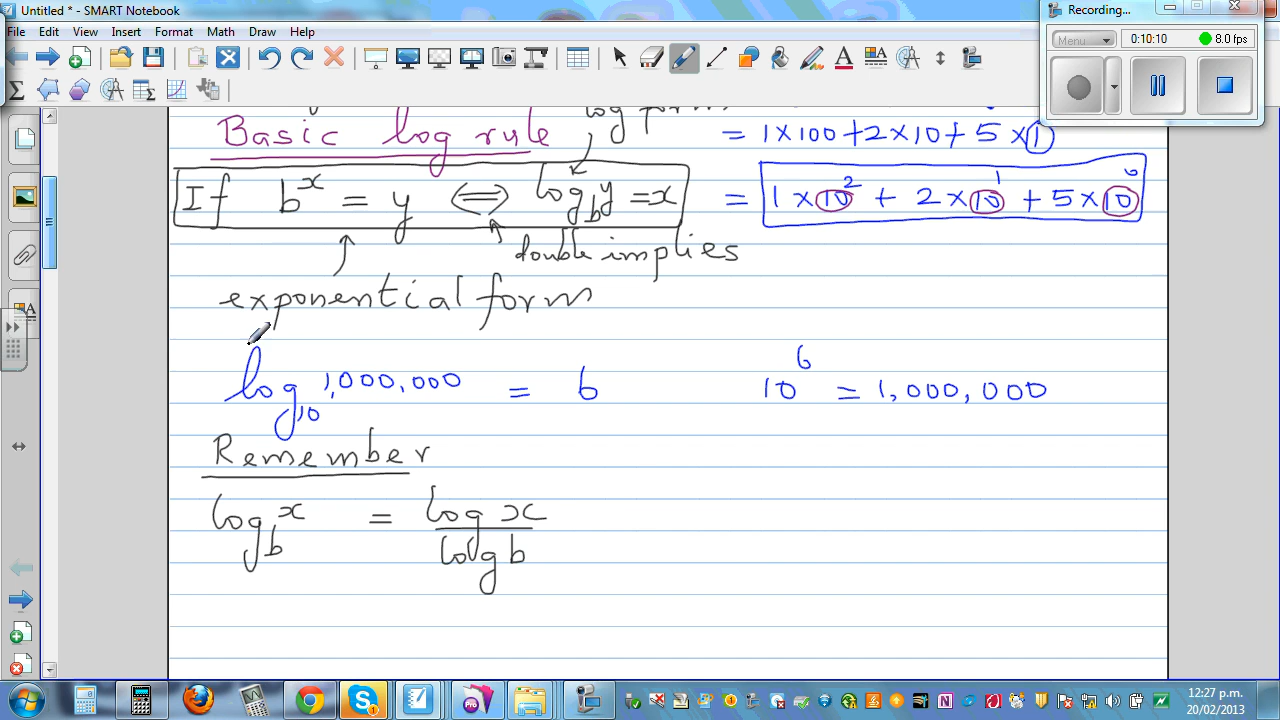 Untitled * - SMART Notebook
File Edit View Insert Format Math Draw Help
Recording...
Menu 0:10:10 8.0 fps
log form
Basic log rule
= 1 x 100 + 2 x 10 + 5 x 1
If b^x = y ⟺ log_b y = x
= 1 x 10^2 + 2 x 10^1 + 5 x 10^0
double implies
exponential form
log_10 1,000,000 = 6
10^6 = 1,000,000
Remember
log_b x = log x / log b
12:27 p.m.
20/02/2013